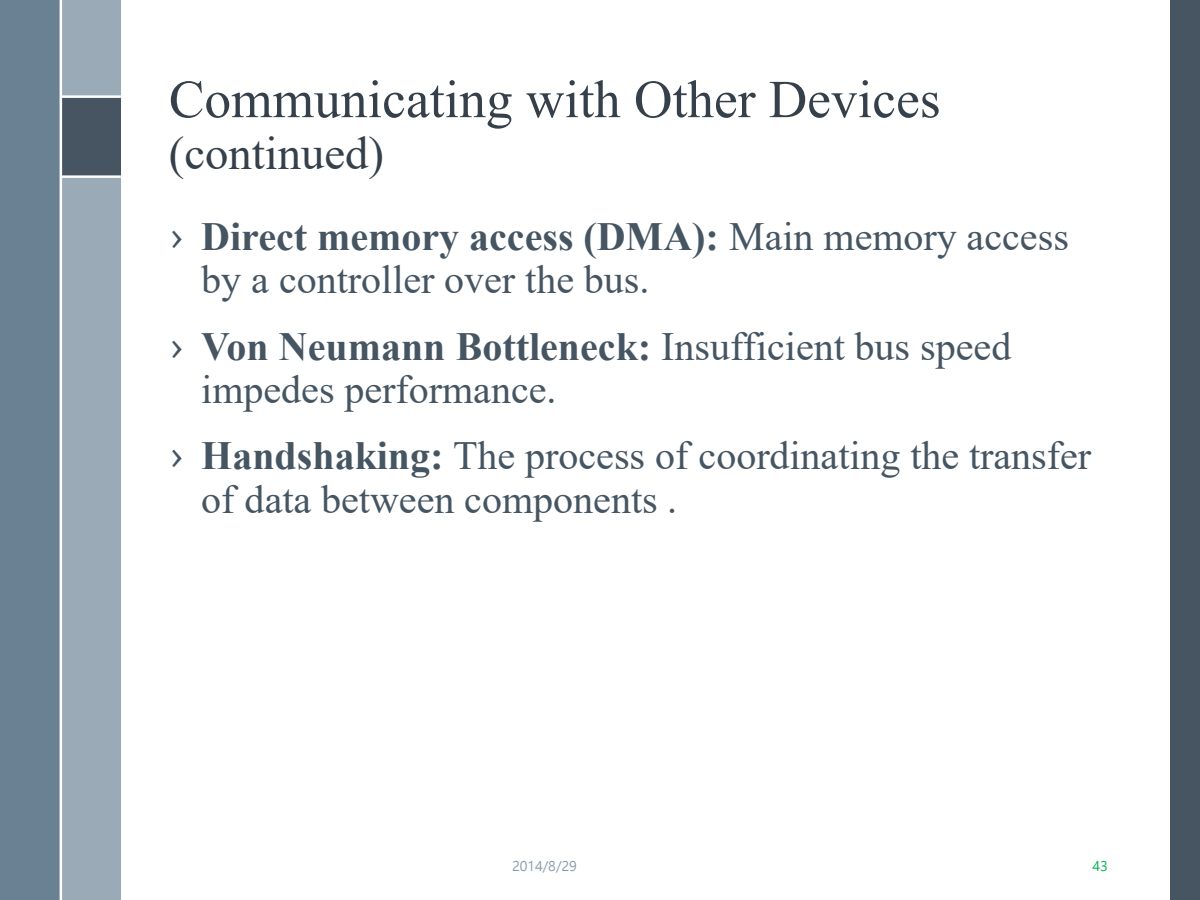 Communicating with Other Devices
(continued)
› Direct memory access (DMA): Main memory access
by a controller over the bus.
› Von Neumann Bottleneck: Insufficient bus speed
impedes performance.
› Handshaking: The process of coordinating the transfer
of data between components .
2014/8/29
43